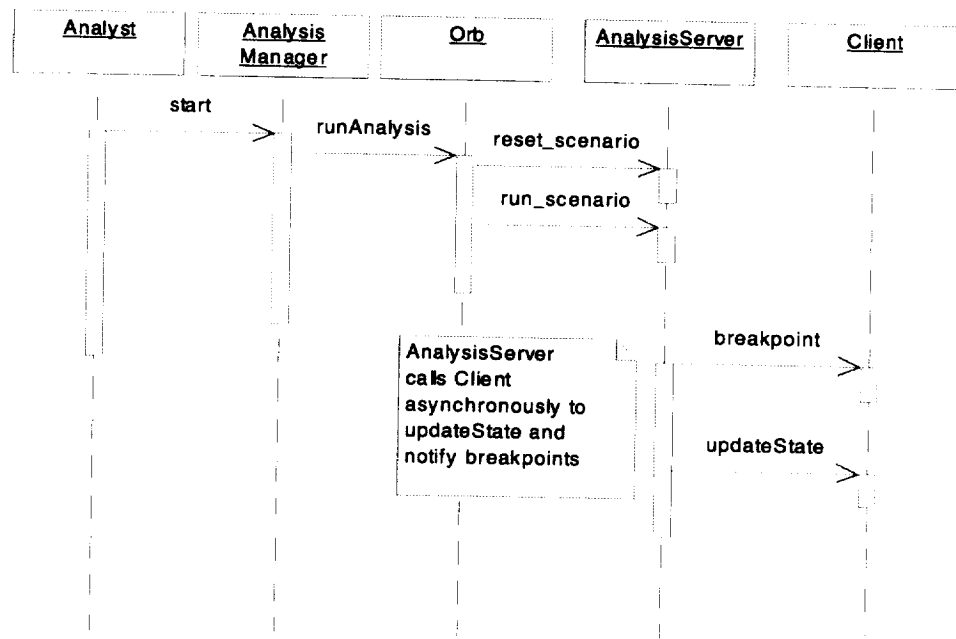 Analyst
Analysis
Manager
Orb
AnalysisServer
Client
start
runAnalysis
reset_scenario
run_scenario
breakpoint
AnalysisServer
calls Client
asynchronously to
updateState and
notify breakpoints
updateState